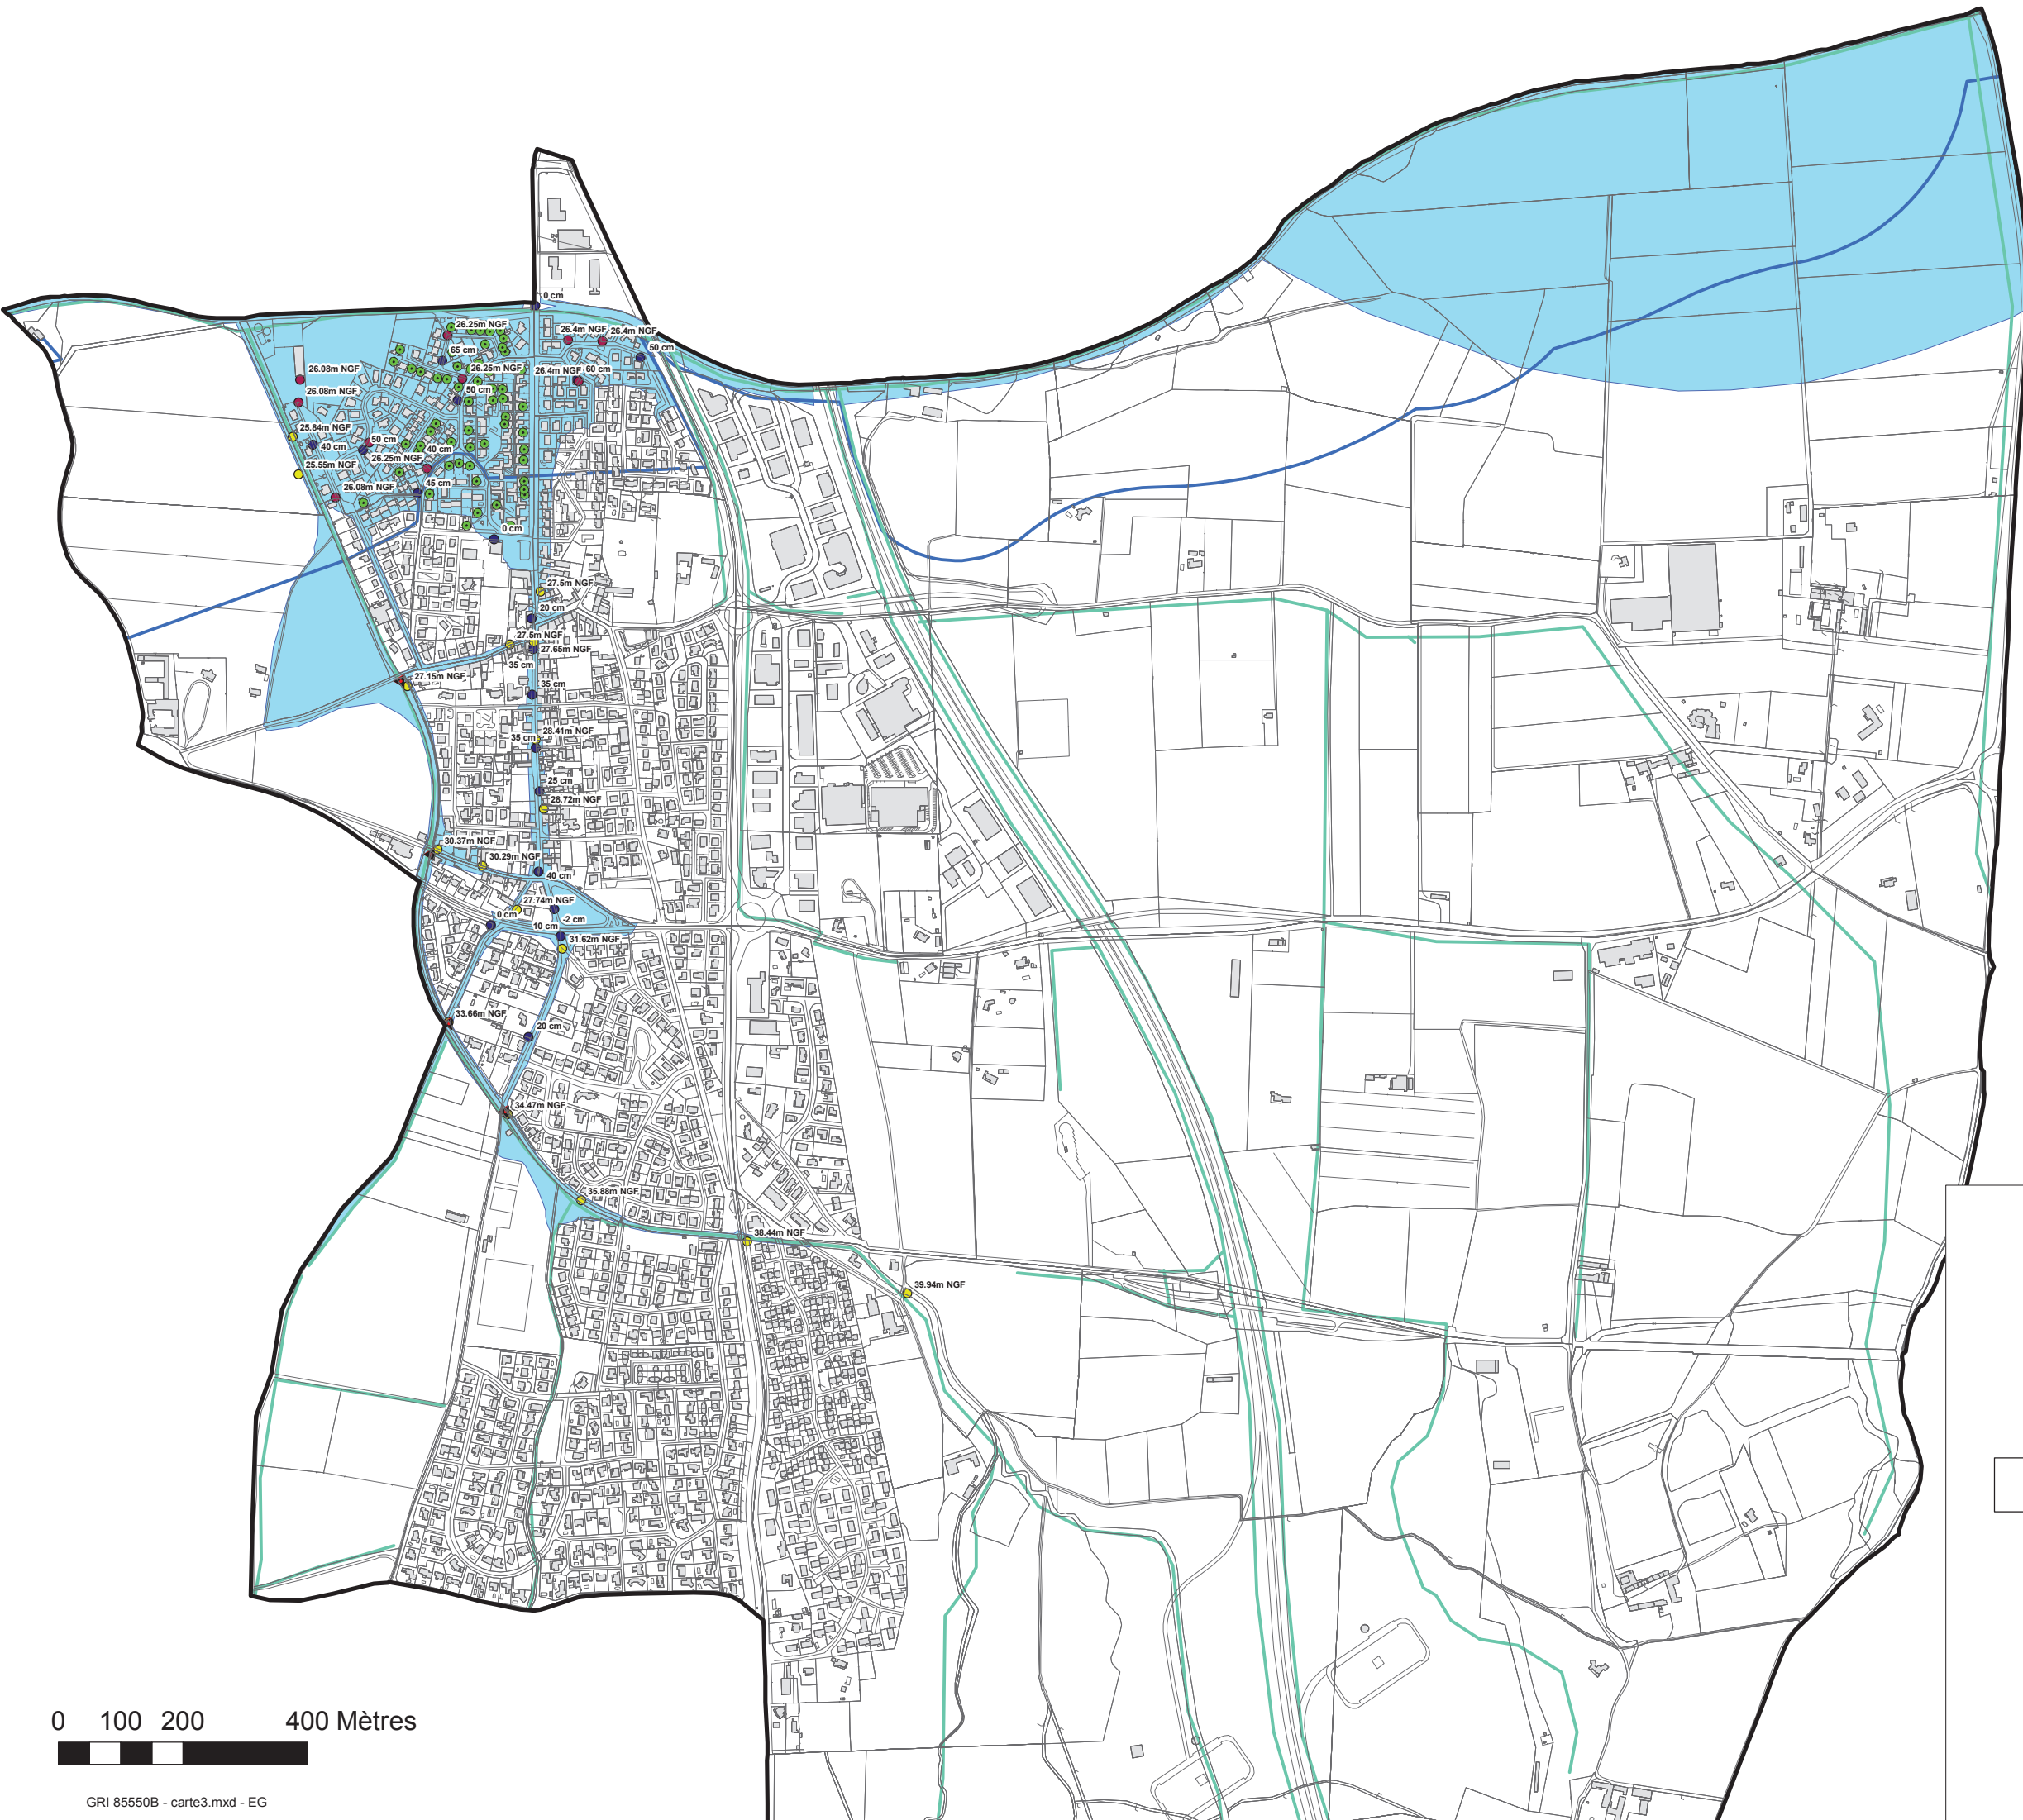 0 cm
26.25m NGF
26.4m NGF
26.4m NGF
65 cm
50 cm
26.08m NGF
26.25m NGF
26.4m NGF
60 cm
26.08m NGF
50 cm
25.84m NGF
50 cm
40 cm
40 cm
26.25m NGF
25.55m NGF
45 cm
26.08m NGF
0 cm
27.5m NGF
20 cm
27.5m NGF
27.65m NGF
35 cm
27.15m NGF
35 cm
28.41m NGF
35 cm
25 cm
28.72m NGF
30.37m NGF
30.29m NGF
40 cm
27.74m NGF
0 cm
-2 cm
10 cm
31.62m NGF
33.66m NGF
20 cm
34.47m NGF
35.88m NGF
38.44m NGF
39.94m NGF
0 100 200 400 Mètres
GRI 85550B - carte3.mxd - EG